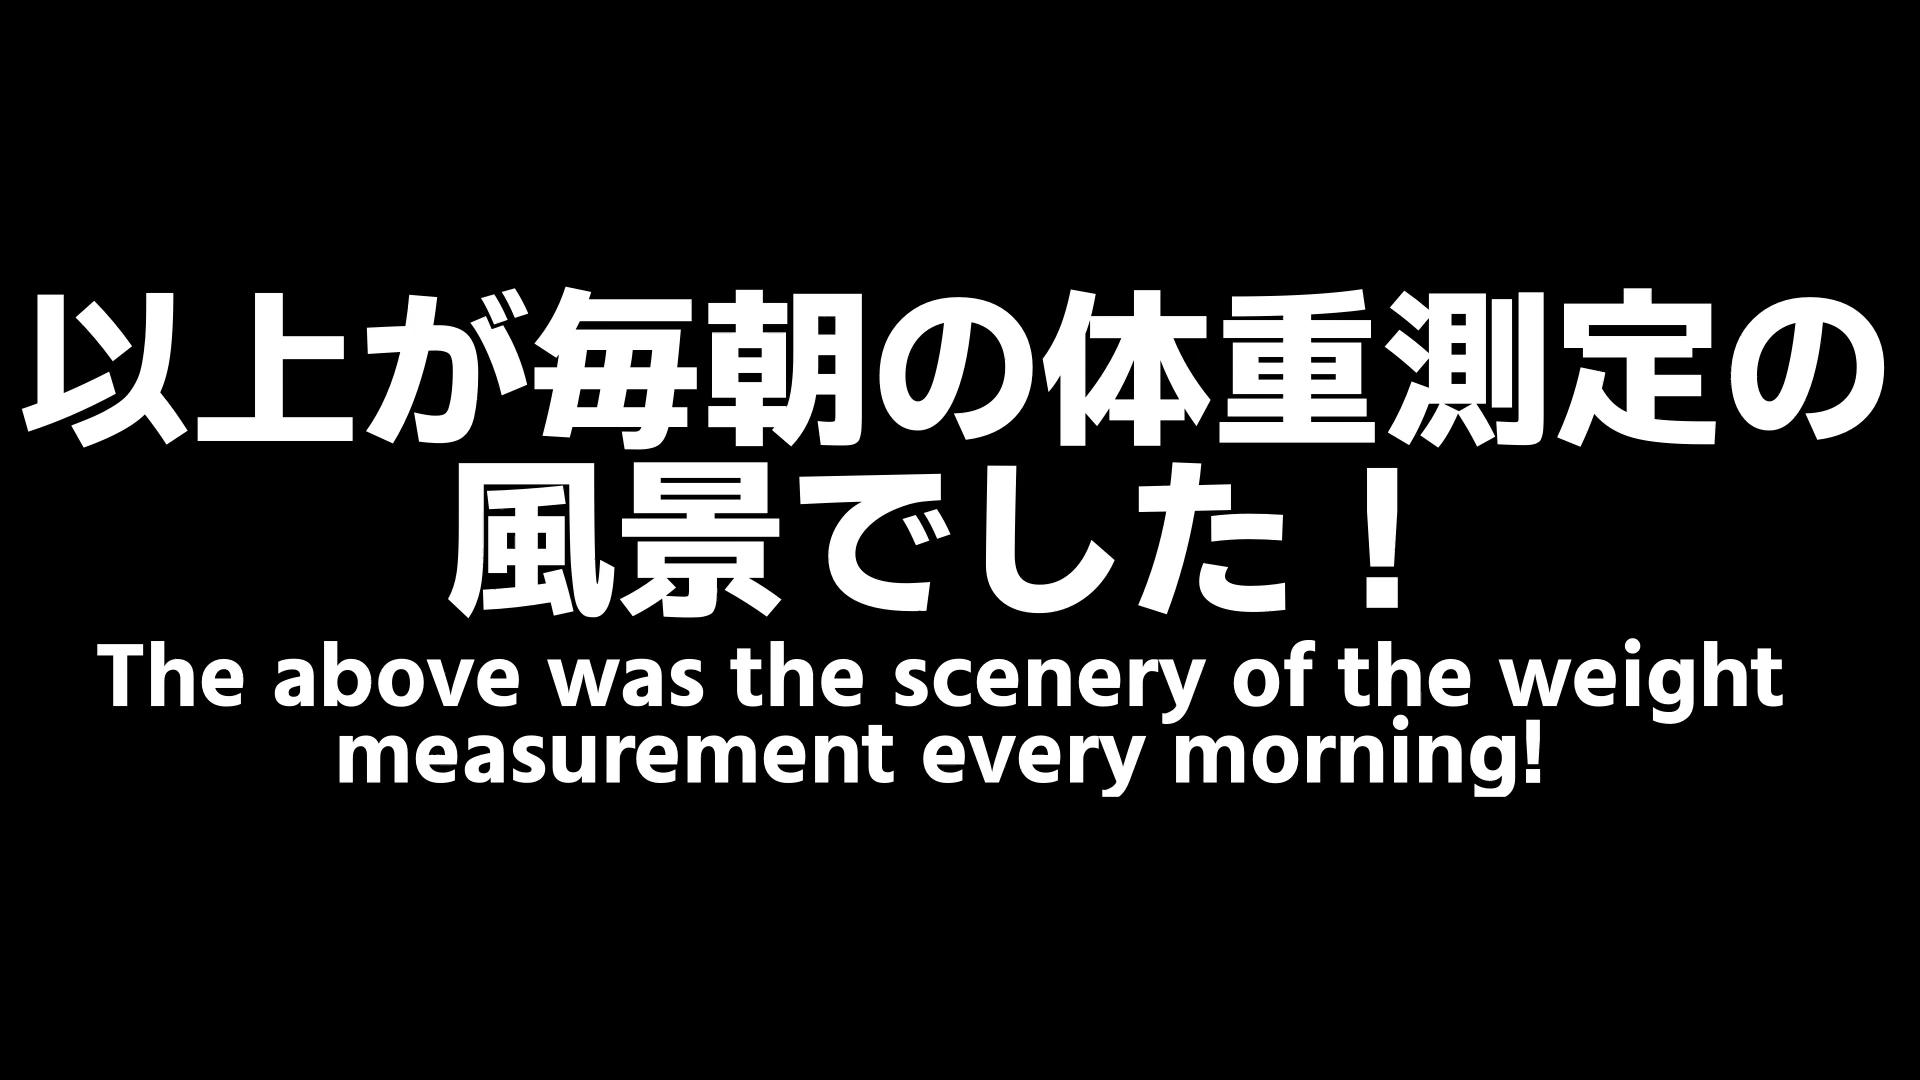 以上が毎朝の体重測定の
風景でした！
The above was the scenery of the weight
measurement every morning!